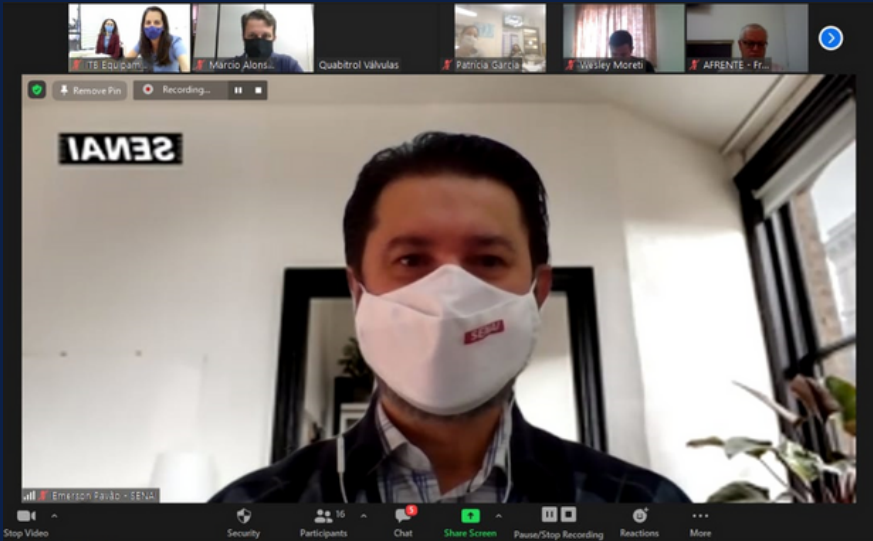 ITB Equipam...
Marcio Alons...
Quabitrol Válvulas
Patricia Garcia
Wesley Moreti
AFRENTE - Fr...
Remove Pin
Recording...
SENAI
SENAI
Emerson Pavão - SENA
16
5
Stop Video
Security
Participants
Chat
Share Screen
Pause/Stop Recording
Reactions
More